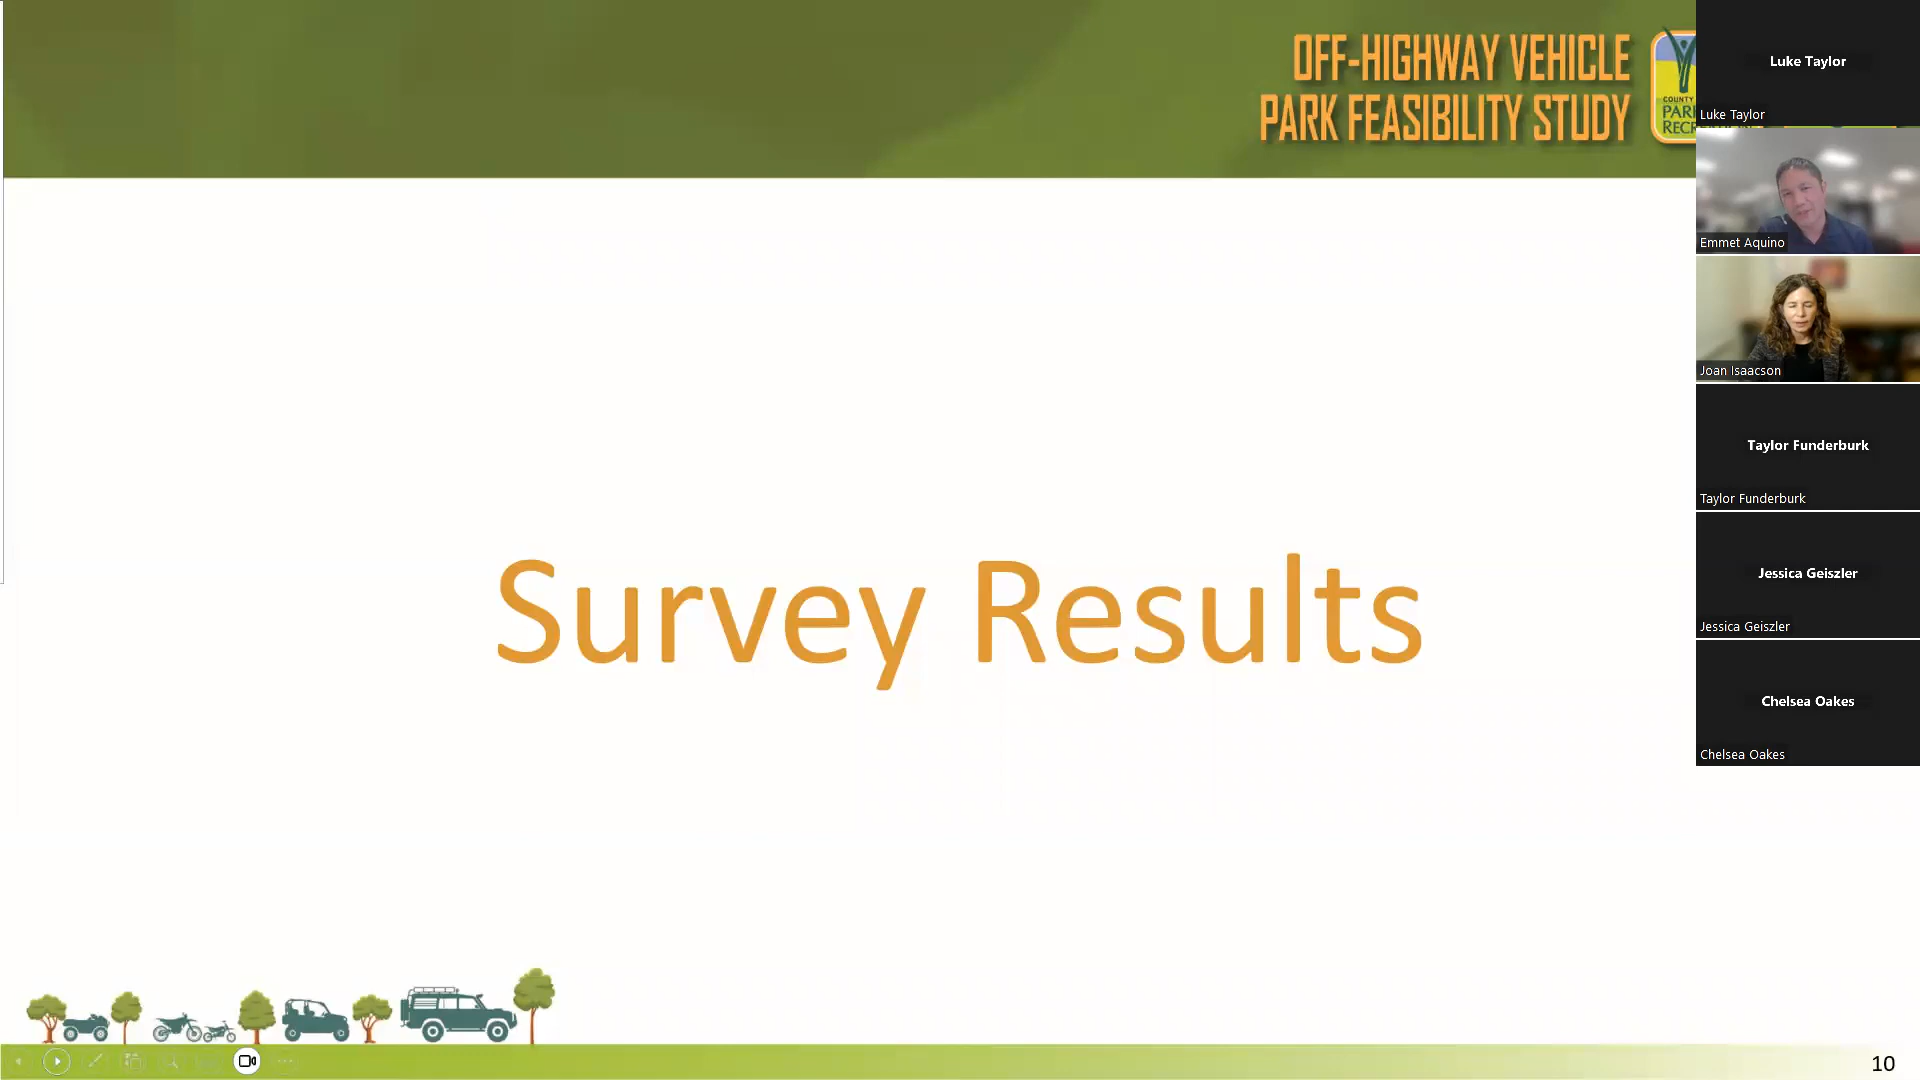 OFF-HIGHWAY VEHICLE
PARK FEASIBILITY STUDY
COUNTY
Survey Results
10
Luke Taylor
Luke Taylor
Emmet Aquino
Joan Isaacson
Taylor Funderburk
Taylor Funderburk
Jessica Geiszler
Jessica Geiszler
Chelsea Oakes
Chelsea Oakes